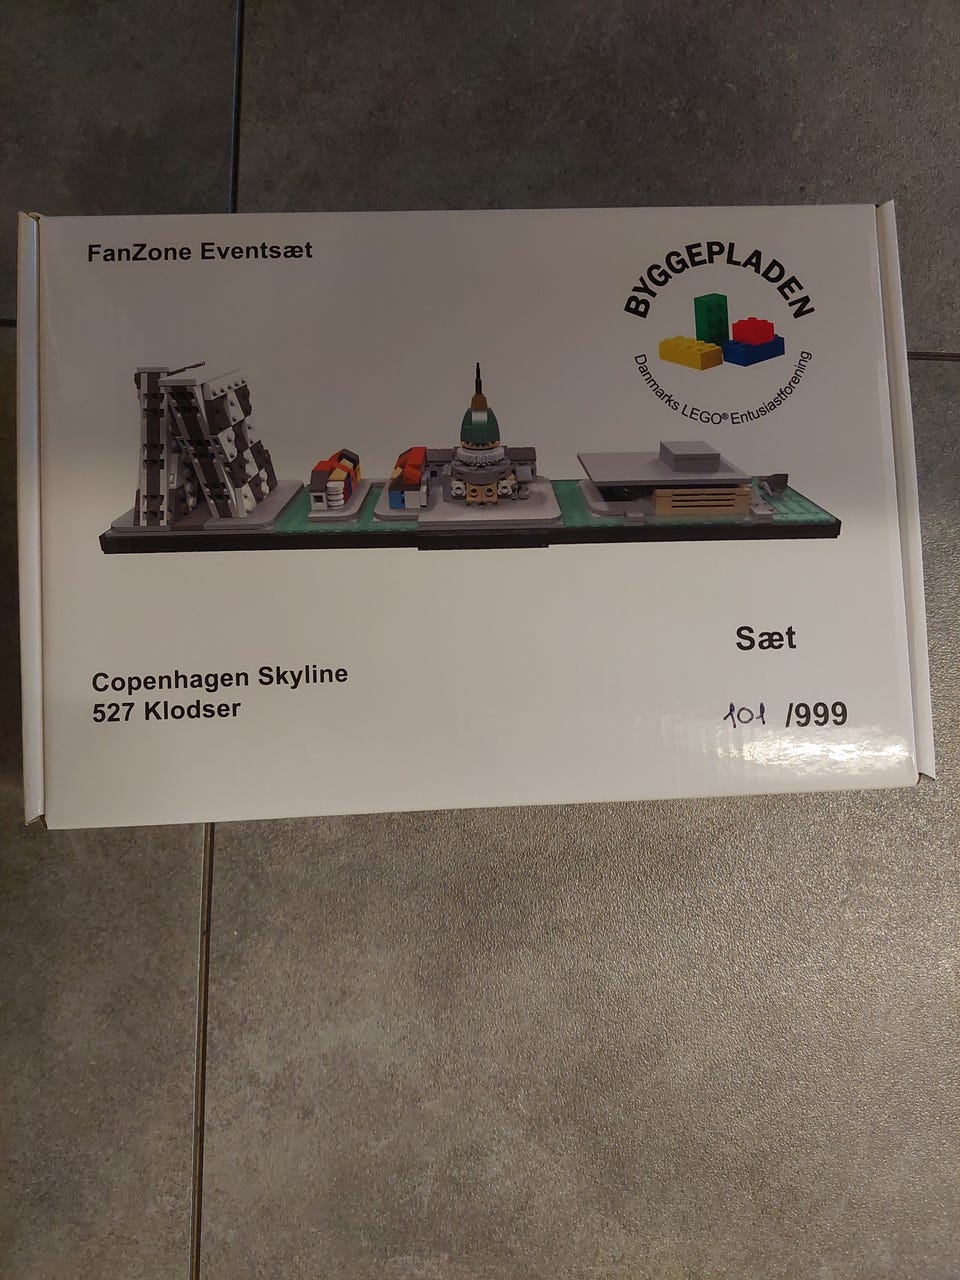 FanZone Eventsæt
BYGGEPLADEN
Danmarks LEGO® Entusiastforening
Sæt
Copenhagen Skyline
527 Klodser
101 /999